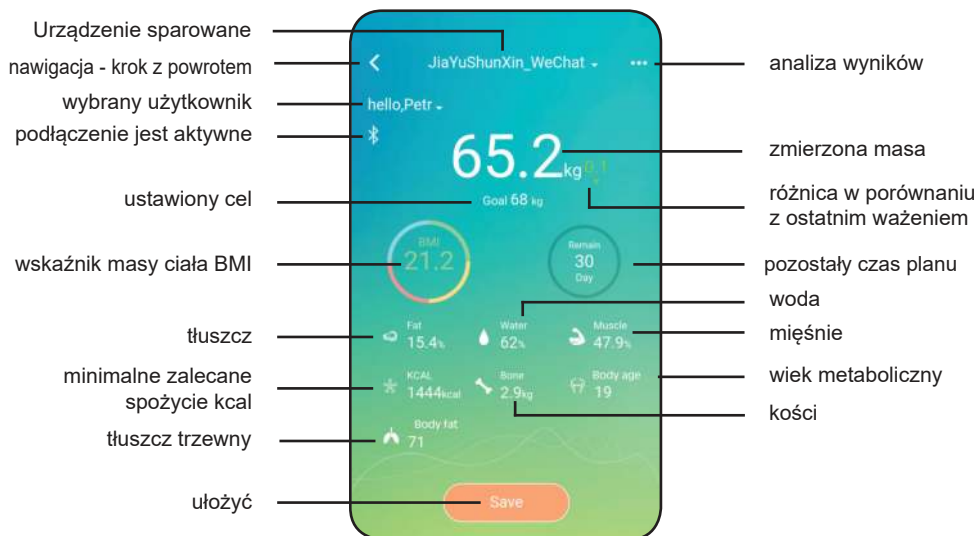 Urządzenie sparowane
nawigacja - krok z powrotem
wybrany użytkownik
podłączenie jest aktywne
ustawiony cel
wskaźnik masy ciała BMI
tłuszcz
minimalne zalecane
spożycie kcal
tłuszcz trzewny
ułożyć
JiaYuShunXin_WeChat
hello,Petr
65.2kg 0.1
Goal 68 kg
BMI
21.2
Remain
30
Day
Fat
15.4%
Water
62%
Muscle
47.9%
KCAL
1444kcal
Bone
2.9kg
Body age
19
Body fat
71
Save
analiza wyników
zmierzona masa
różnica w porównaniu
z ostatnim ważeniem
pozostały czas planu
woda
mięśnie
wiek metaboliczny
kości